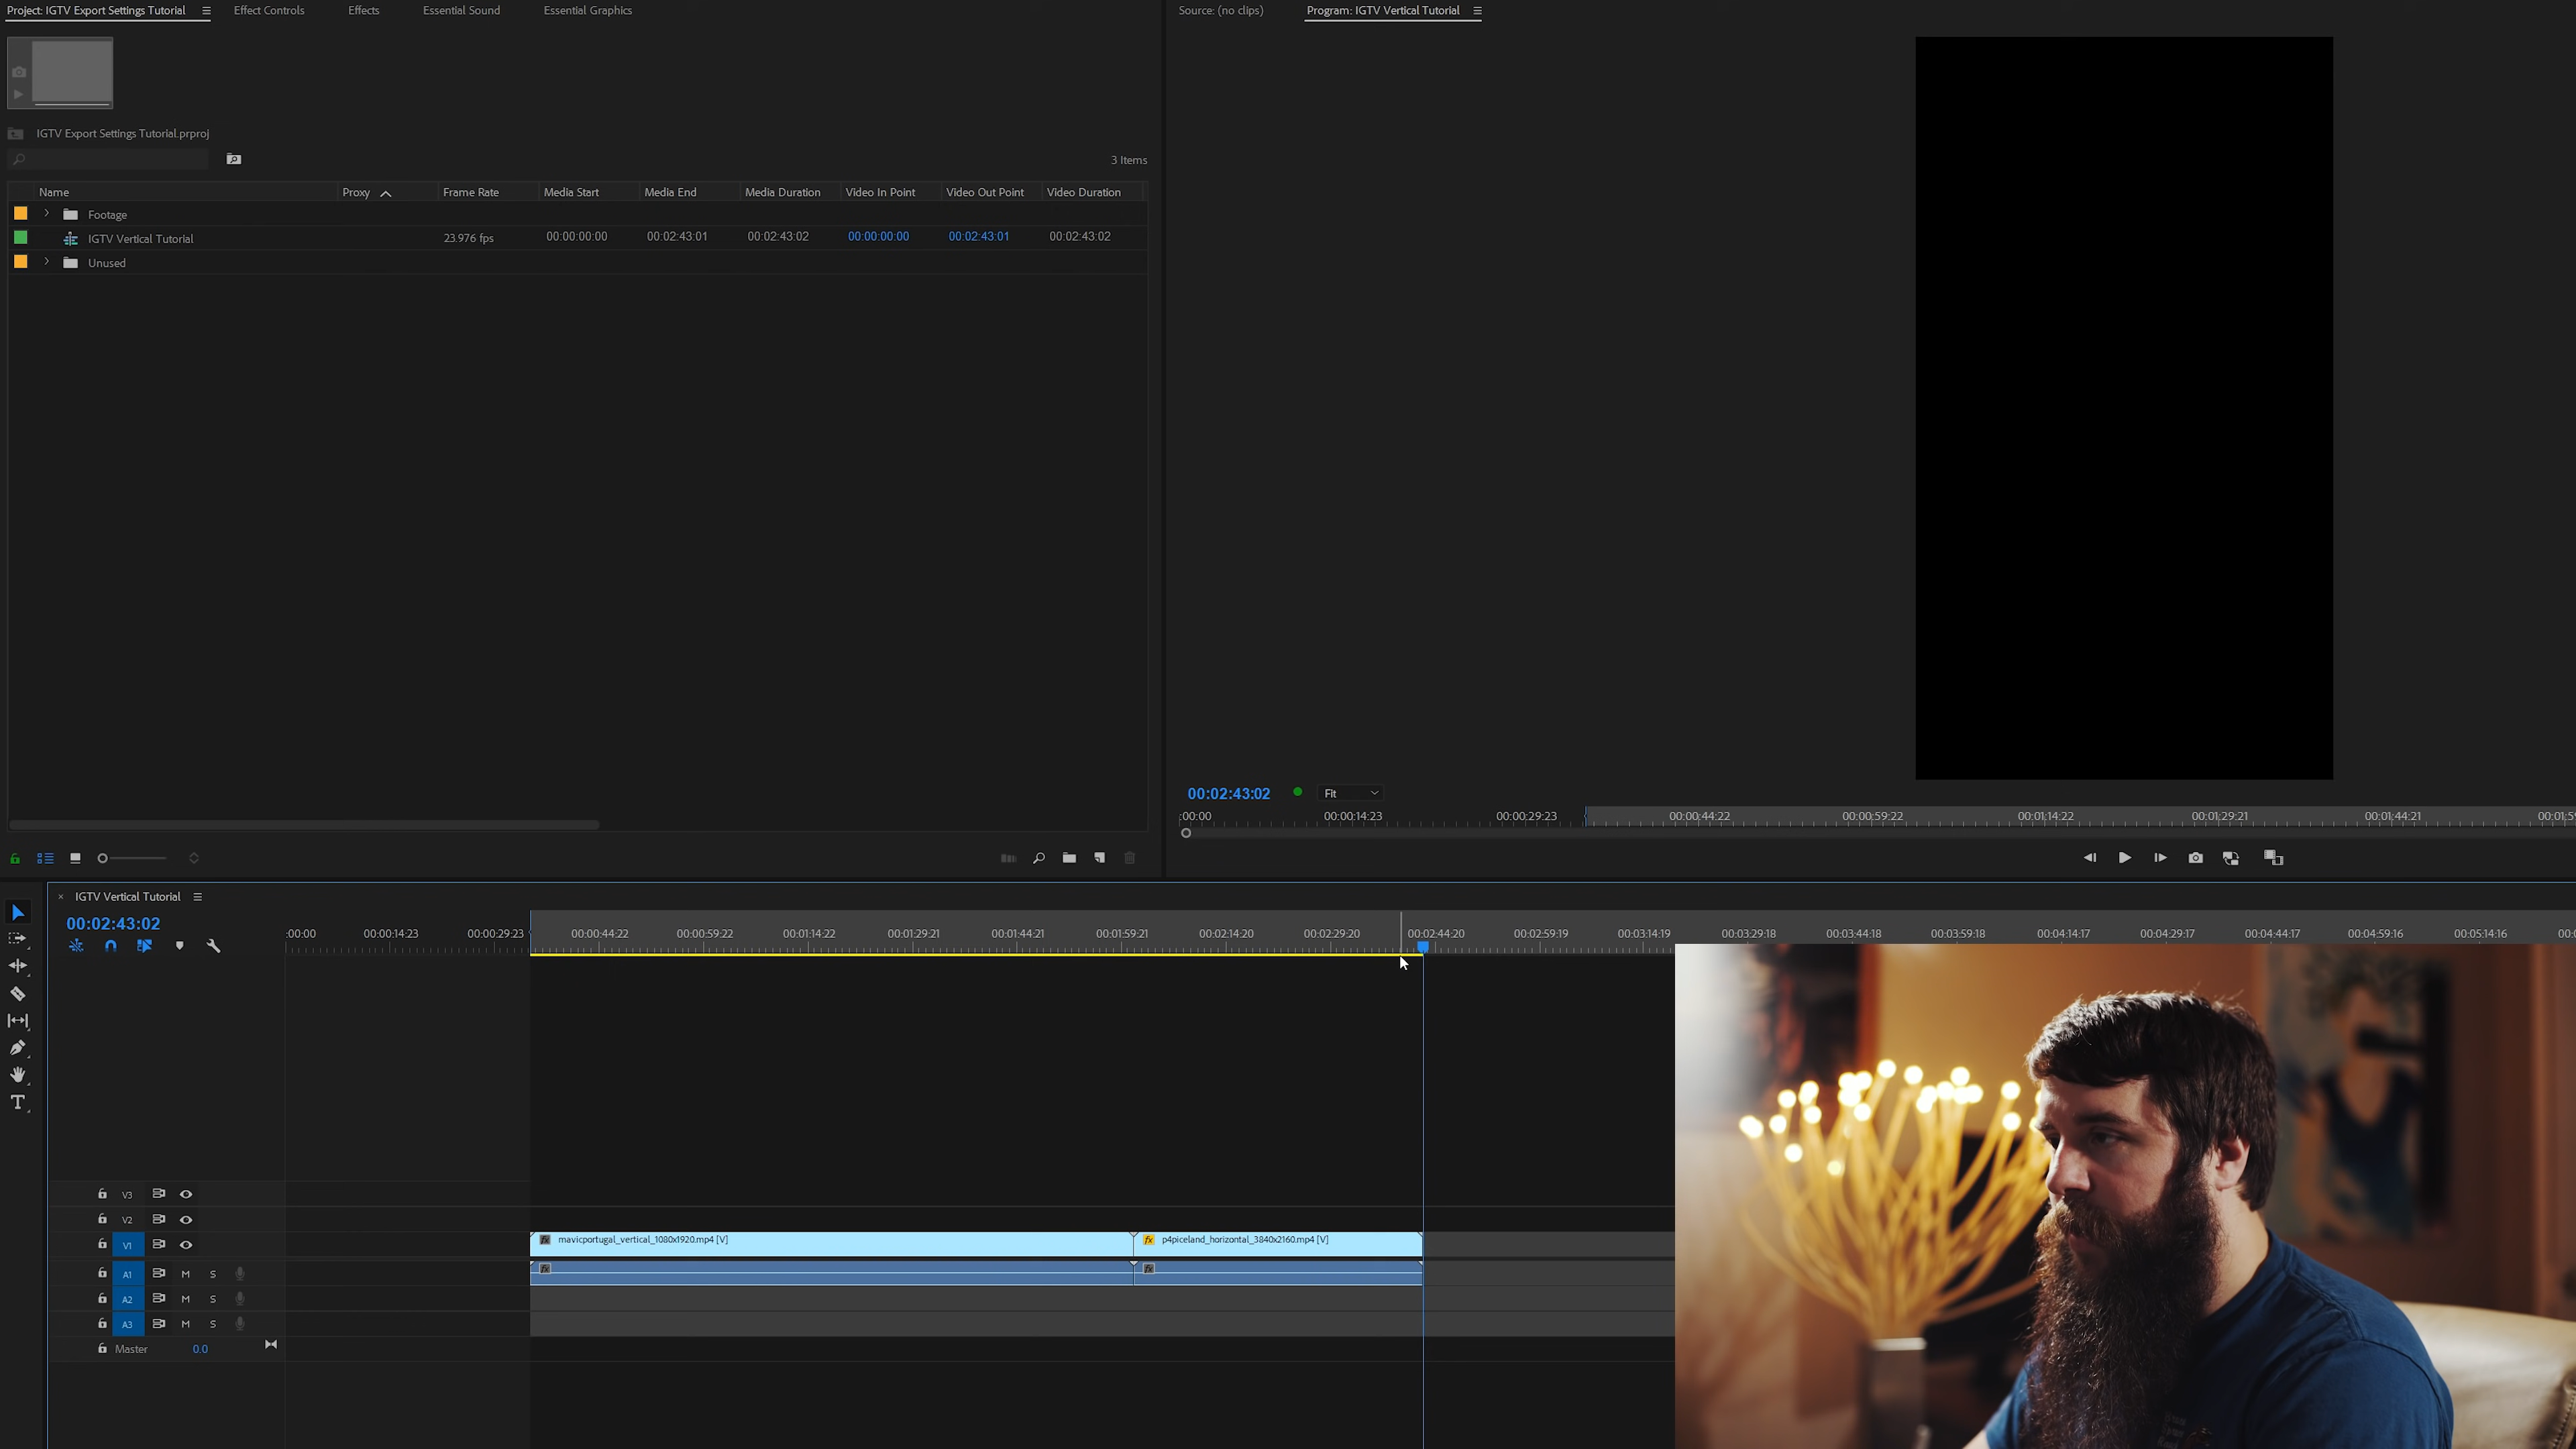 Project: IGTV Export Settings Tutorial
Effect Controls
Effects
Essential Sound
Essential Graphics
Source: (no clips)
Program: IGTV Vertical Tutorial
IGTV Export Settings Tutorial.prproj
3 Items
Name Proxy Frame Rate Media Start Media End Media Duration Video In Point Video Out Point Video Duration
Footage
IGTV Vertical Tutorial 23.976 fps 00:00:00:00 00:02:43:01 00:02:43:02 00:00:00:00 00:02:43:01 00:02:43:02
Unused
00:02:43:02 Fit
:00:00 00:00:14:23 00:00:29:23 00:00:44:22 00:00:59:22 00:01:14:22 00:01:29:21 00:01:44:21 00:01:59
IGTV Vertical Tutorial
00:02:43:02
:00:00 00:00:14:23 00:00:29:23 00:00:44:22 00:00:59:22 00:01:14:22 00:01:29:21 00:01:44:21 00:01:59:21 00:02:14:20 00:02:29:20 00:02:44:20 00:02:59:19 00:03:14:19 00:03:29:18 00:03:44:18 00:03:59:18 00:04:14:17 00:04:29:17 00:04:44:17 00:04:59:16 00:05:14:16 00:0
V3
V2
V1 fx mavicportugal_vertical_1080x1920.mp4 [V] fx p4piceland_horizontal_3840x2160.mp4 [V]
A1 M S fx fx
A2 M S
A3 M S
Master 0.0